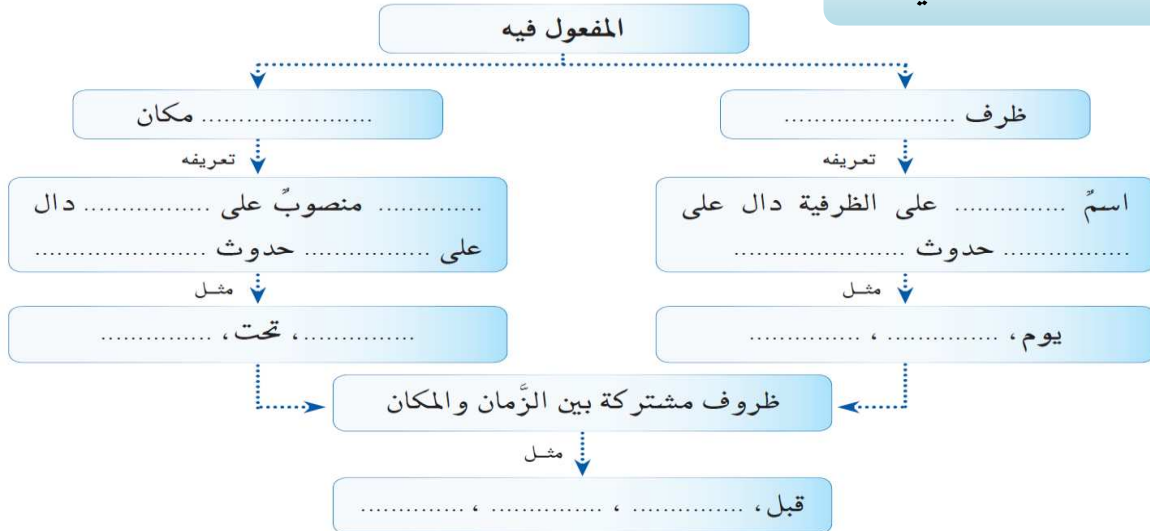 المفعول فيه
ظرف ......................
...................... مكان
تعريفه
تعريفه
اسمٌ .............. على الظرفية دال على
................. حدوث ......................
.............. منصوبٌ على ................ دال
على ................ حدوث ......................
مثـل
مثـل
يوم، ............... ، ..............
...............، تحت، ..............
ظروف مشتركة بين الزَّمان والمكان
مثـل
قبل، ............... ، ............... ، ..............